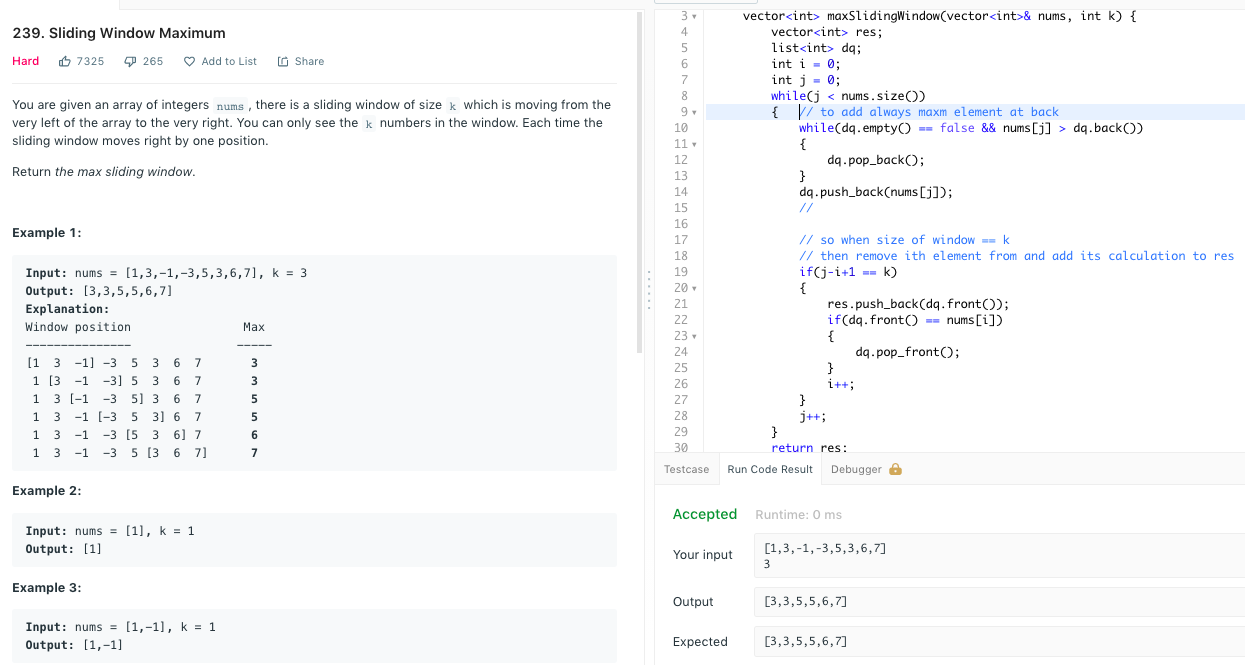 239. Sliding Window Maximum
Hard 7325 265 Add to List Share
You are given an array of integers nums , there is a sliding window of size k which is moving from the
very left of the array to the very right. You can only see the k numbers in the window. Each time the
sliding window moves right by one position.
Return the max sliding window.
Example 1:
Input: nums = [1,3,-1,-3,5,3,6,7], k = 3
Output: [3,3,5,5,6,7]
Explanation:
Window position                Max
---------------               -----
[1  3  -1] -3  5  3  6  7       3
 1 [3  -1  -3] 5  3  6  7       3
 1  3 [-1  -3  5] 3  6  7       5
 1  3  -1 [-3  5  3] 6  7       5
 1  3  -1  -3 [5  3  6] 7       6
 1  3  -1  -3  5 [3  6  7]      7
Example 2:
Input: nums = [1], k = 1
Output: [1]
Example 3:
Input: nums = [1,-1], k = 1
Output: [1,-1]
3     vector<int> maxSlidingWindow(vector<int>& nums, int k) {
4         vector<int> res;
5         list<int> dq;
6         int i = 0;
7         int j = 0;
8         while(j < nums.size())
9         {   // to add always maxm element at back
10            while(dq.empty() == false && nums[j] > dq.back())
11            {
12                dq.pop_back();
13            }
14            dq.push_back(nums[j]);
15            //
16
17            // so when size of window == k
18            // then remove ith element from and add its calculation to res
19            if(j-i+1 == k)
20            {
21                res.push_back(dq.front());
22                if(dq.front() == nums[i])
23                {
24                    dq.pop_front();
25                }
26                i++;
27            }
28            j++;
29        }
30        return res;
Testcase Run Code Result Debugger
Accepted Runtime: 0 ms
Your input
[1,3,-1,-3,5,3,6,7]
3
Output
[3,3,5,5,6,7]
Expected
[3,3,5,5,6,7]